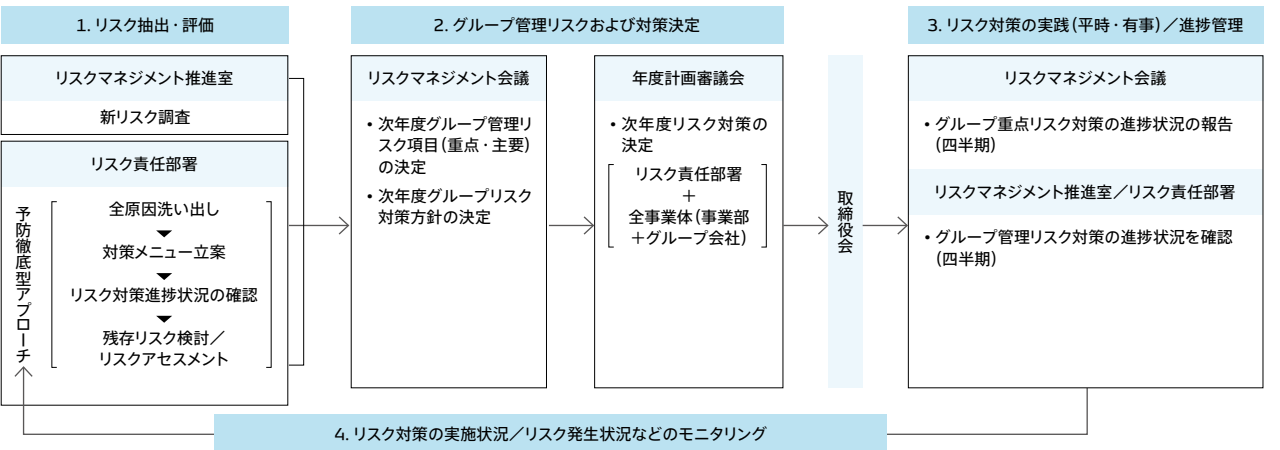 1. リスク抽出・評価
リスクマネジメント推進室
新リスク調査
リスク責任部署
予防徹底型アプローチ
全原因洗い出し
対策メニュー立案
リスク対策進捗状況の確認
残存リスク検討／
リスクアセスメント
2. グループ管理リスクおよび対策決定
リスクマネジメント会議
・次年度グループ管理リ
スク項目（重点・主要）
の決定
・次年度グループリスク
対策方針の決定
年度計画審議会
・次年度リスク対策の
決定
リスク責任部署
＋
全事業体（事業部
＋グループ会社）
取締役会
3. リスク対策の実践（平時・有事）／進捗管理
リスクマネジメント会議
・グループ重点リスク対策の進捗状況の報告
（四半期）
リスクマネジメント推進室／リスク責任部署
・グループ管理リスク対策の進捗状況を確認
（四半期）
4. リスク対策の実施状況／リスク発生状況などのモニタリング